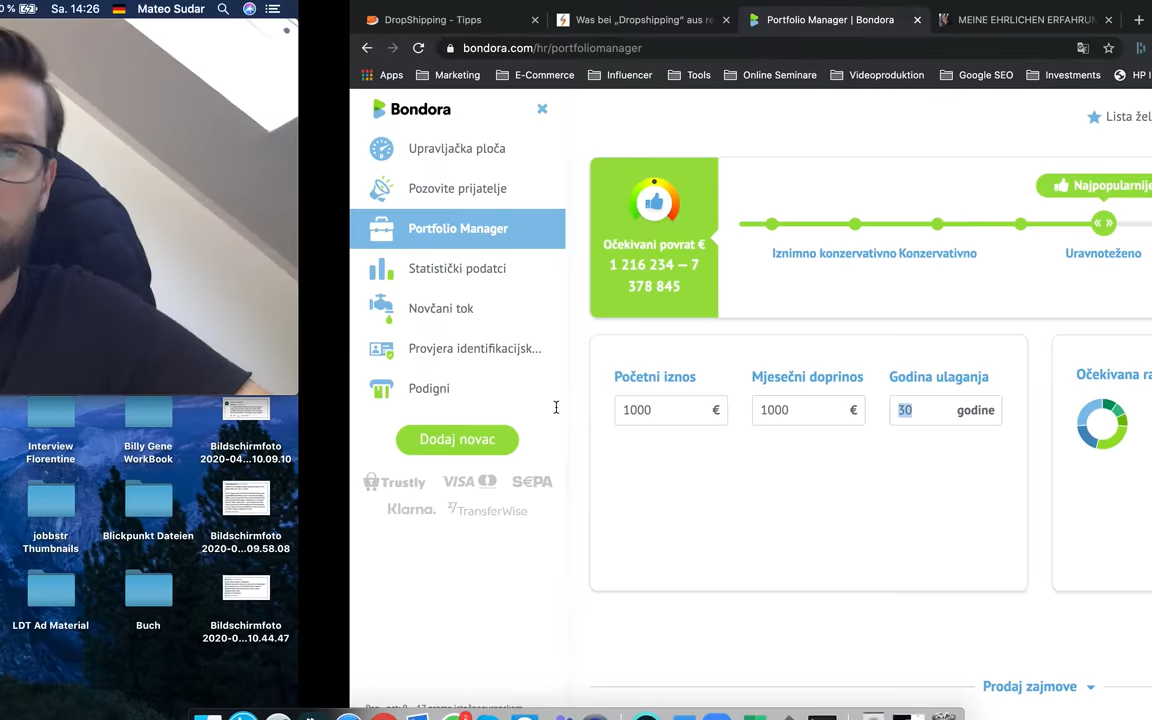 0 %
Sa. 14:26
Mateo Sudar
Interview
Florentine
Billy Gene
WorkBook
Bildschirmfoto
2020-04...10.09.10
jobbstr
Thumbnails
Blickpunkt Dateien
Bildschirmfoto
2020-0...09.58.08
LDT Ad Material
Buch
Bildschirmfoto
2020-0...10.44.47
DropShipping - Tipps
Was bei „Dropshipping“ aus re
Portfolio Manager | Bondora
MEINE EHRLICHEN ERFAHRUN
bondora.com/hr/portfoliomanager
Apps
Marketing
E-Commerce
Influencer
Tools
Online Seminare
Videoproduktion
Google SEO
Investments
HP I
Bondora
Upravljačka ploča
Pozovite prijatelje
Portfolio Manager
Statistički podatci
Novčani tok
Provjera identifikacijsk...
Podigni
Dodaj novac
Trustly
VISA
SEPA
Klarna.
TransferWise
Lista žel
Očekivani povrat €
1 216 234 – 7
378 845
Najpopularnije
Iznimno konzervativno
Konzervativno
Uravnoteženo
Početni iznos
1000 €
Mjesečni doprinos
1000 €
Godina ulaganja
30 godine
Očekivana ra
Prodaj zajmove
2